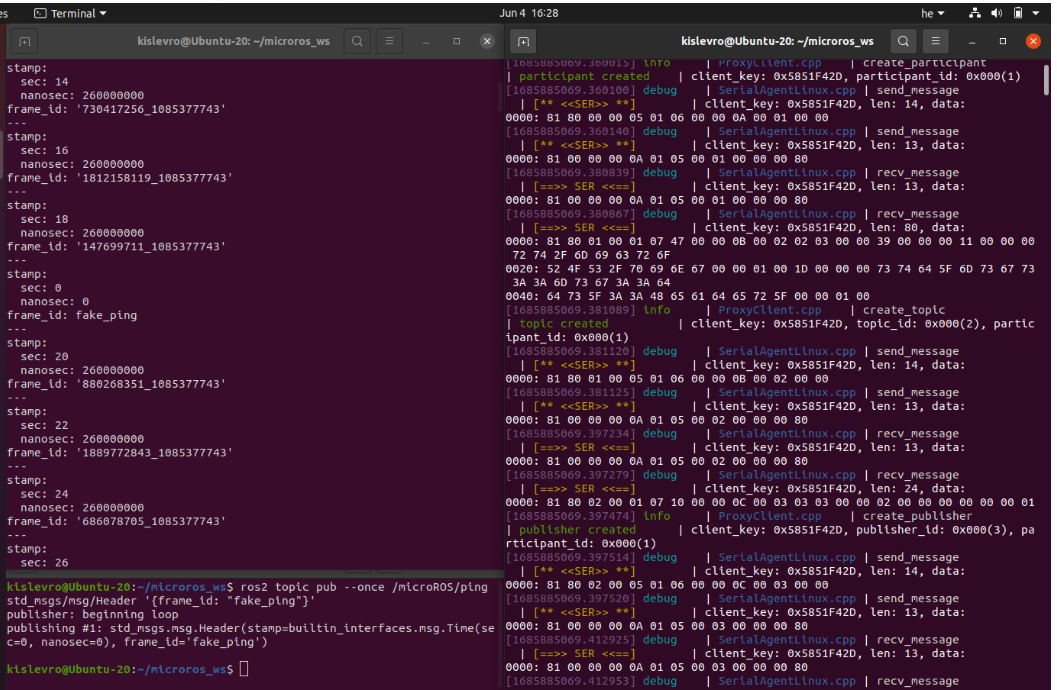 es
Terminal
Jun 4 16:28
he
kislevro@Ubuntu-20: ~/microros_ws
stamp:
  sec: 14
  nanosec: 260000000
frame_id: '730417256_1085377743'
---
stamp:
  sec: 16
  nanosec: 260000000
frame_id: '1812158119_1085377743'
---
stamp:
  sec: 18
  nanosec: 260000000
frame_id: '147699711_1085377743'
---
stamp:
  sec: 0
  nanosec: 0
frame_id: fake_ping
---
stamp:
  sec: 20
  nanosec: 260000000
frame_id: '880268351_1085377743'
---
stamp:
  sec: 22
  nanosec: 260000000
frame_id: '1889772843_1085377743'
---
stamp:
  sec: 24
  nanosec: 260000000
frame_id: '686078705_1085377743'
---
stamp:
  sec: 26
kislevro@Ubuntu-20:~/microros_ws$ ros2 topic pub --once /microROS/ping
std_msgs/msg/Header '{frame_id: "fake_ping"}'
publisher: beginning loop
publishing #1: std_msgs.msg.Header(stamp=builtin_interfaces.msg.Time(se
c=0, nanosec=0), frame_id='fake_ping')
kislevro@Ubuntu-20:~/microros_ws$
kislevro@Ubuntu-20: ~/microros_ws
[1685885069.360015] info | ProxyClient.cpp | create_participant
| participant created | client_key: 0x5851F42D, participant_id: 0x000(1)
[1685885069.360100] debug | SerialAgentLinux.cpp | send_message
| [** <<SER>> **] | client_key: 0x5851F42D, len: 14, data:
0000: 81 80 00 00 05 01 06 00 00 0A 00 01 00 00
[1685885069.360140] debug | SerialAgentLinux.cpp | send_message
| [** <<SER>> **] | client_key: 0x5851F42D, len: 13, data:
0000: 81 00 00 00 0A 01 05 00 01 00 00 00 80
[1685885069.380839] debug | SerialAgentLinux.cpp | recv_message
| [==>> SER <<==] | client_key: 0x5851F42D, len: 13, data:
0000: 81 00 00 00 0A 01 05 00 01 00 00 00 80
[1685885069.380867] debug | SerialAgentLinux.cpp | recv_message
| [==>> SER <<==] | client_key: 0x5851F42D, len: 80, data:
0000: 81 80 01 00 01 07 47 00 00 0B 00 02 02 03 00 00 39 00 00 00 11 00 00 00
72 74 2F 6D 69 63 72 6F
0020: 52 4F 53 2F 70 69 6E 67 00 00 01 00 1D 00 00 00 73 74 64 5F 6D 73 67 73
3A 3A 6D 73 67 3A 3A 64
0040: 64 73 5F 3A 3A 48 65 61 64 65 72 5F 00 00 01 00
[1685885069.381089] info | ProxyClient.cpp | create_topic
| topic created | client_key: 0x5851F42D, topic_id: 0x000(2), partic
ipant_id: 0x000(1)
[1685885069.381120] debug | SerialAgentLinux.cpp | send_message
| [** <<SER>> **] | client_key: 0x5851F42D, len: 14, data:
0000: 81 80 01 00 05 01 06 00 00 0B 00 02 00 00
[1685885069.381125] debug | SerialAgentLinux.cpp | send_message
| [** <<SER>> **] | client_key: 0x5851F42D, len: 13, data:
0000: 81 00 00 00 0A 01 05 00 02 00 00 00 80
[1685885069.397234] debug | SerialAgentLinux.cpp | recv_message
| [==>> SER <<==] | client_key: 0x5851F42D, len: 13, data:
0000: 81 00 00 00 0A 01 05 00 02 00 00 00 80
[1685885069.397279] debug | SerialAgentLinux.cpp | recv_message
| [==>> SER <<==] | client_key: 0x5851F42D, len: 24, data:
0000: 81 80 02 00 01 07 10 00 00 0C 00 03 03 03 00 00 02 00 00 00 00 00 00 01
[1685885069.397474] info | ProxyClient.cpp | create_publisher
| publisher created | client_key: 0x5851F42D, publisher_id: 0x000(3), pa
rticipant_id: 0x000(1)
[1685885069.397514] debug | SerialAgentLinux.cpp | send_message
| [** <<SER>> **] | client_key: 0x5851F42D, len: 14, data:
0000: 81 80 02 00 05 01 06 00 00 0C 00 03 00 00
[1685885069.397520] debug | SerialAgentLinux.cpp | send_message
| [** <<SER>> **] | client_key: 0x5851F42D, len: 13, data:
0000: 81 00 00 00 0A 01 05 00 03 00 00 00 80
[1685885069.412925] debug | SerialAgentLinux.cpp | recv_message
| [==>> SER <<==] | client_key: 0x5851F42D, len: 13, data:
0000: 81 00 00 00 0A 01 05 00 03 00 00 00 80
[1685885069.412953] debug | SerialAgentLinux.cpp | recv_message